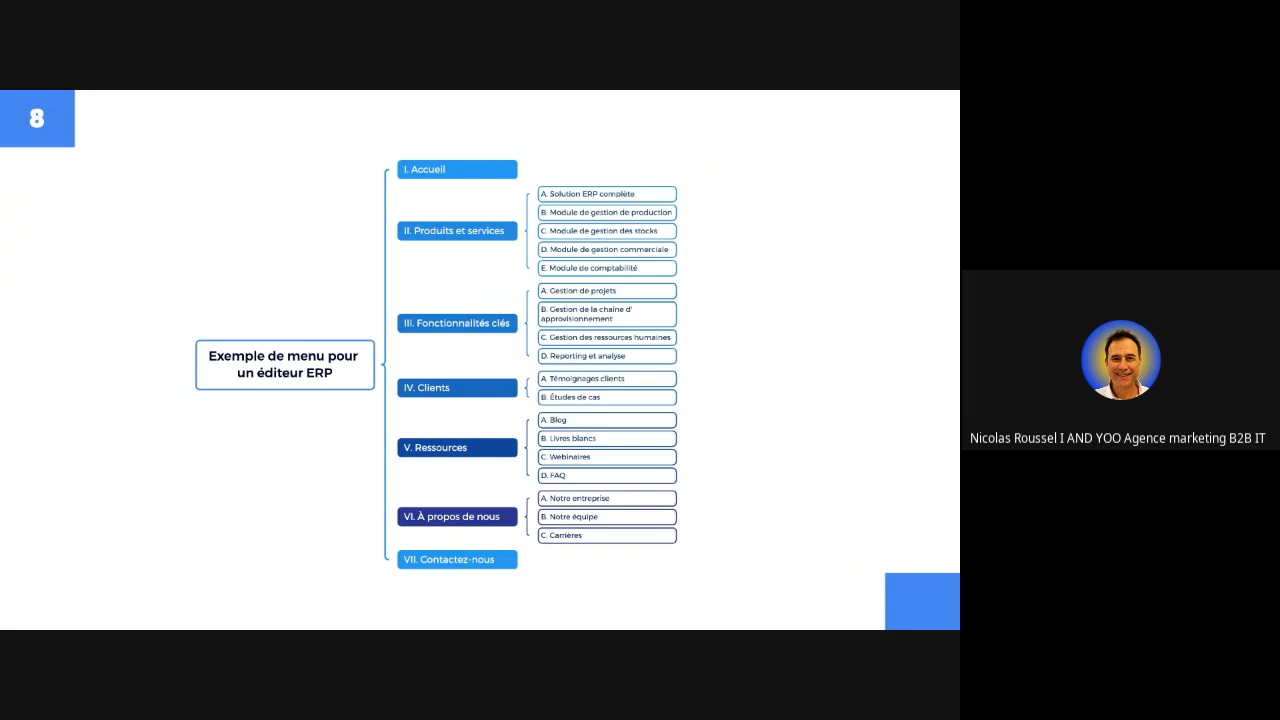 8
Exemple de menu pour
un éditeur ERP
I. Accueil
II. Produits et services
A. Solution ERP complète
B. Module de gestion de production
C. Module de gestion des stocks
D. Module de gestion commerciale
E. Module de comptabilité
III. Fonctionnalités clés
A. Gestion de projets
B. Gestion de la chaîne d'
approvisionnement
C. Gestion des ressources humaines
D. Reporting et analyse
IV. Clients
A. Témoignages clients
B. Études de cas
V. Ressources
A. Blog
B. Livres blancs
C. Webinaires
D. FAQ
VI. À propos de nous
A. Notre entreprise
B. Notre équipe
C. Carrières
VII. Contactez-nous
Nicolas Roussel I AND YOO Agence marketing B2B IT